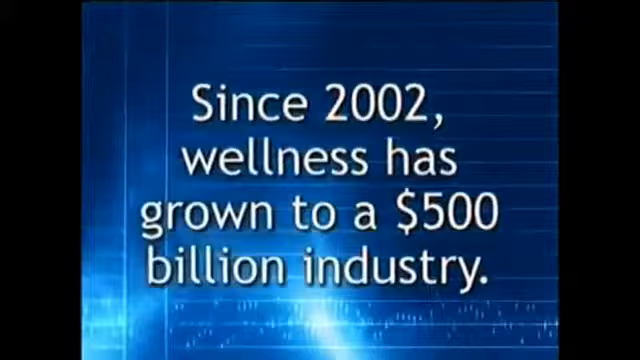 Since 2002,
wellness has
grown to a $500
billion industry.